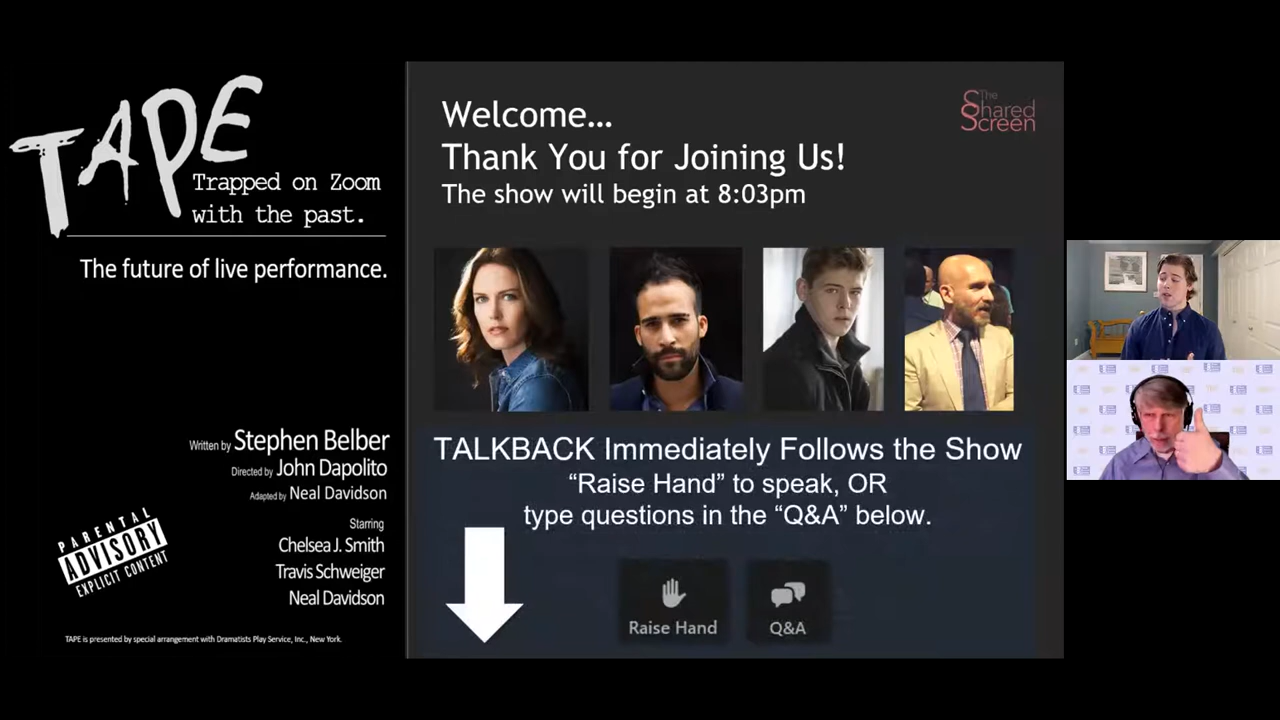 TAPE
Trapped on Zoom
with the past.
The future of live performance.
Written by Stephen Belber
Directed by John Dapolito
Adapted by Neal Davidson
Starring
Chelsea J. Smith
Travis Schweiger
Neal Davidson
PARENTAL
ADVISORY
EXPLICIT CONTENT
TAPE is presented by special arrangement with Dramatists Play Service, Inc., New York.
Welcome…
Thank You for Joining Us!
The show will begin at 8:03pm
The
Shared
Screen
TALKBACK Immediately Follows the Show
“Raise Hand” to speak, OR
type questions in the “Q&A” below.
Raise Hand
Q&A